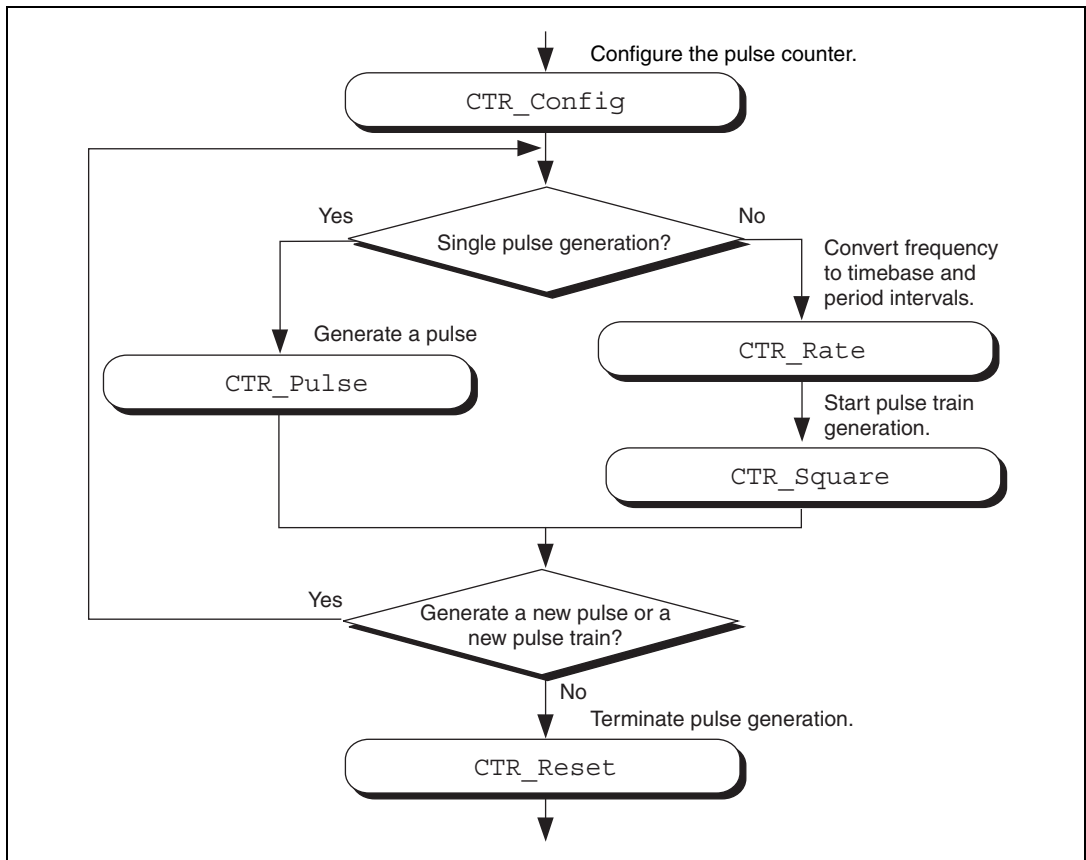 Configure the pulse counter.
CTR_Config
Yes
No
Single pulse generation?
Convert frequency
to timebase and
period intervals.
Generate a pulse
CTR_Rate
CTR_Pulse
Start pulse train
generation.
CTR_Square
Yes
Generate a new pulse or a
new pulse train?
No
Terminate pulse generation.
CTR_Reset